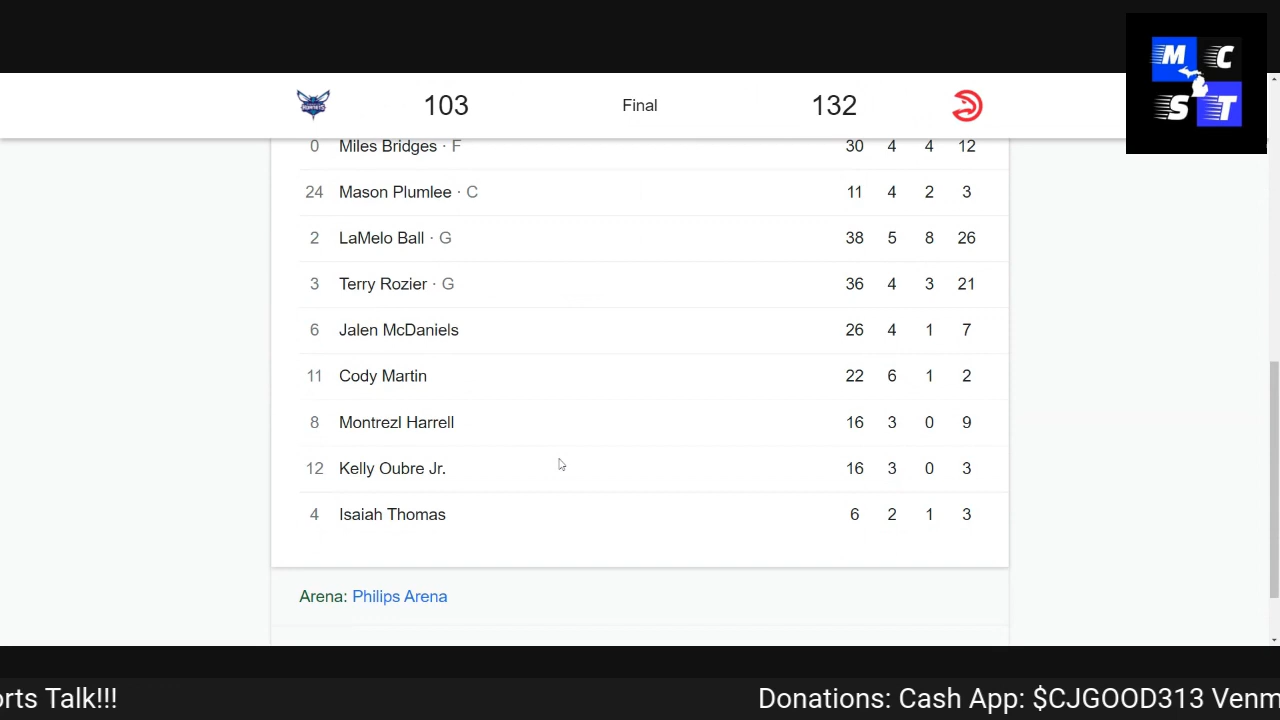 M C
S T
HORNETS 103 Final 132
0 Miles Bridges · F 30 4 4 12
24 Mason Plumlee · C 11 4 2 3
2 LaMelo Ball · G 38 5 8 26
3 Terry Rozier · G 36 4 3 21
6 Jalen McDaniels 26 4 1 7
11 Cody Martin 22 6 1 2
8 Montrezl Harrell 16 3 0 9
12 Kelly Oubre Jr. 16 3 0 3
4 Isaiah Thomas 6 2 1 3
Arena: Philips Arena
orts Talk!!! Donations: Cash App: $CJGOOD313 Venm